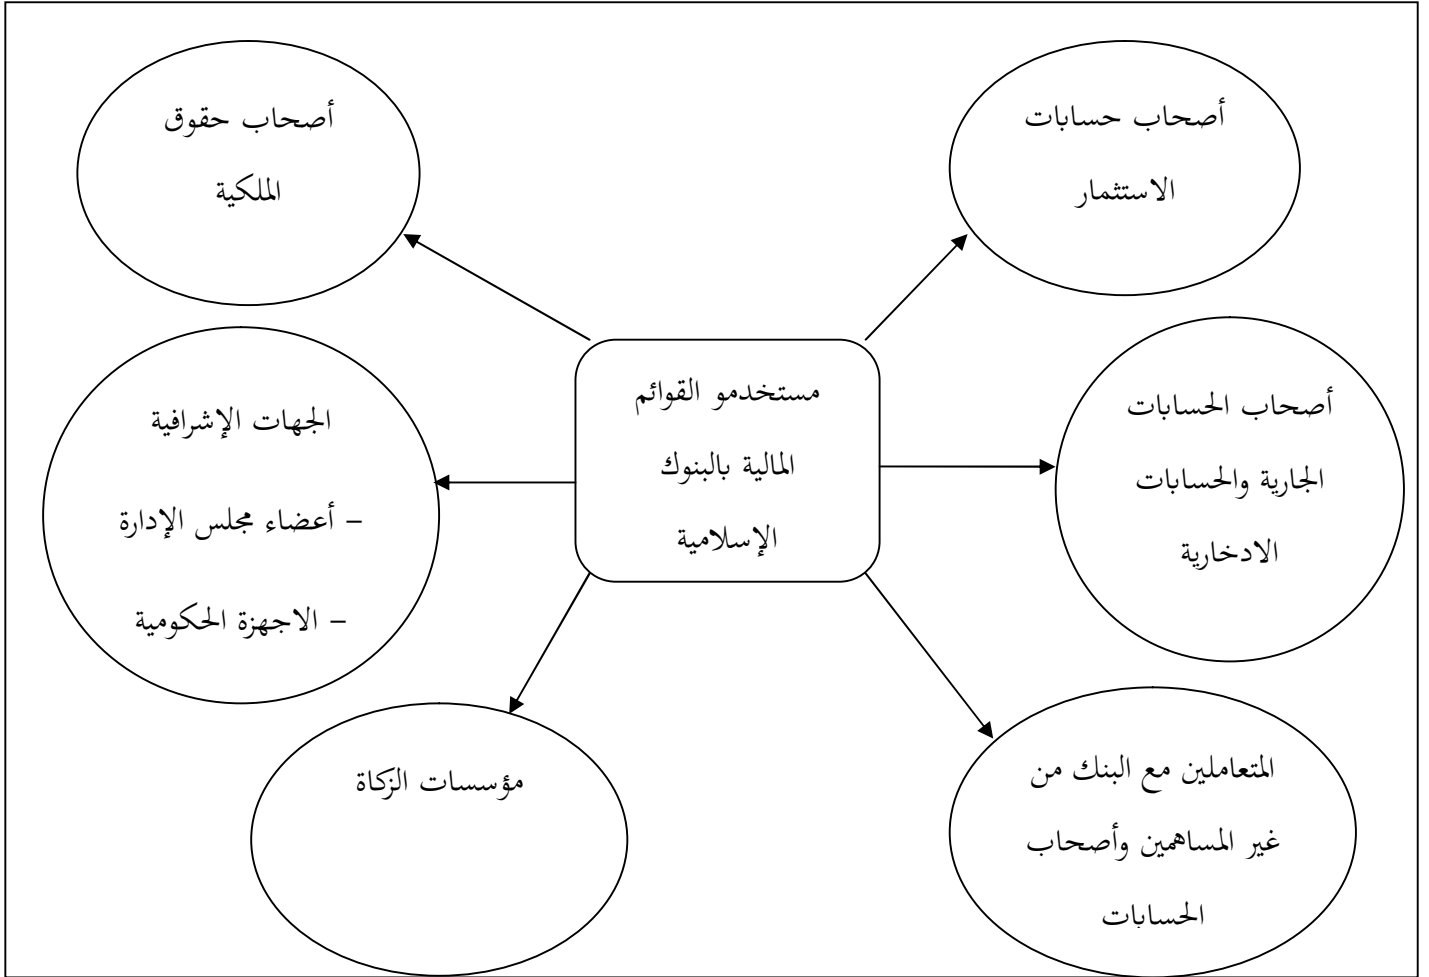 أصحاب حسابات
الاستثمار
أصحاب حقوق
الملكية
مستخدمو القوائم
المالية بالبنوك
الإسلامية
أصحاب الحسابات
الجارية والحسابات
الادخارية
الجهات الإشرافية
– أعضاء مجلس الإدارة
– الاجهزة الحكومية
المتعاملين مع البنك من
غير المساهمين وأصحاب
الحسابات
مؤسسات الزكاة